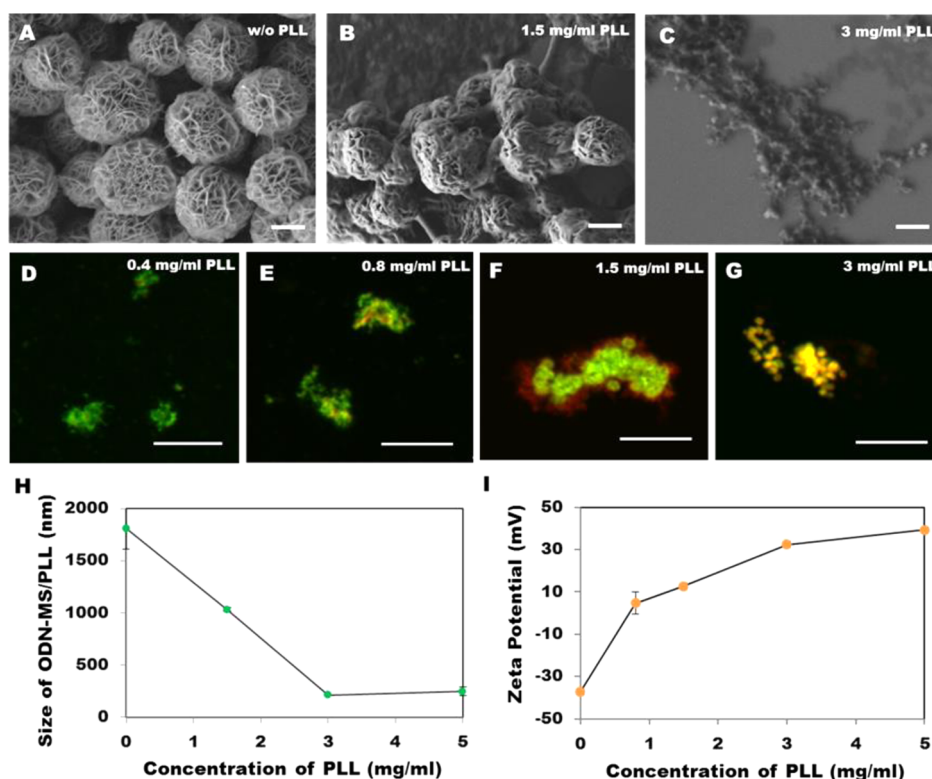 A
w/o PLL
B
1.5 mg/ml PLL
C
3 mg/ml PLL
D
0.4 mg/ml PLL
E
0.8 mg/ml PLL
F
1.5 mg/ml PLL
G
3 mg/ml PLL
H
Size of ODN-MS/PLL (nm)
2000
1500
1000
500
0
0 1 2 3 4 5
Concentration of PLL (mg/ml)
I
Zeta Potential (mV)
50
30
10
-10
-30
-50
0 1 2 3 4 5
Concentration of PLL (mg/ml)